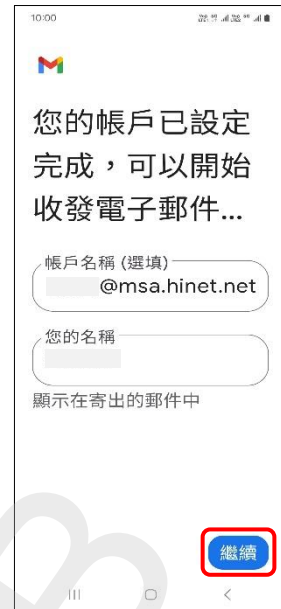 10:00
您的帳戶已設定
完成，可以開始
收發電子郵件...
帳戶名稱 (選填)
@msa.hinet.net
您的名稱
顯示在寄出的郵件中
繼續